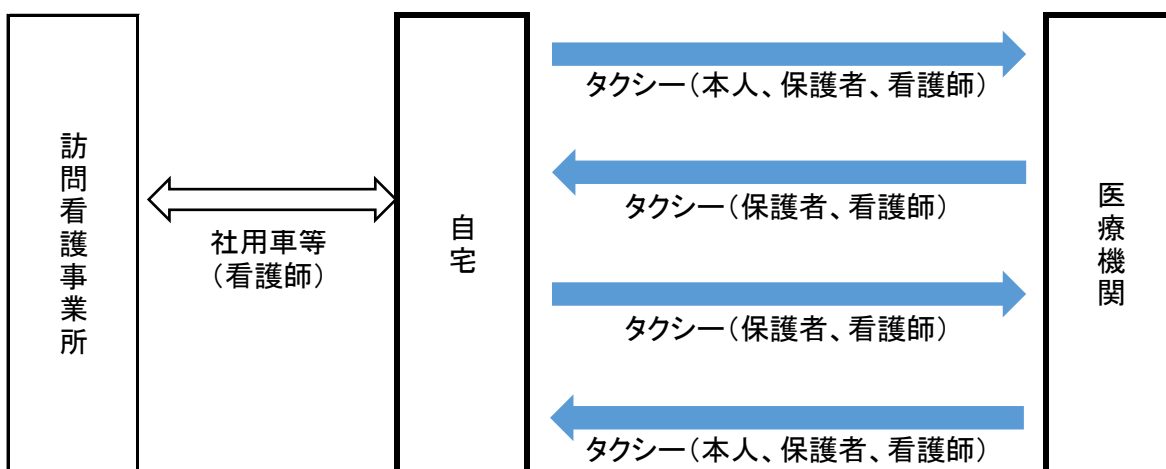 訪問看護事業所
社用車等
（看護師）
自宅
タクシー（本人、保護者、看護師）
タクシー（保護者、看護師）
タクシー（保護者、看護師）
タクシー（本人、保護者、看護師）
医療機関